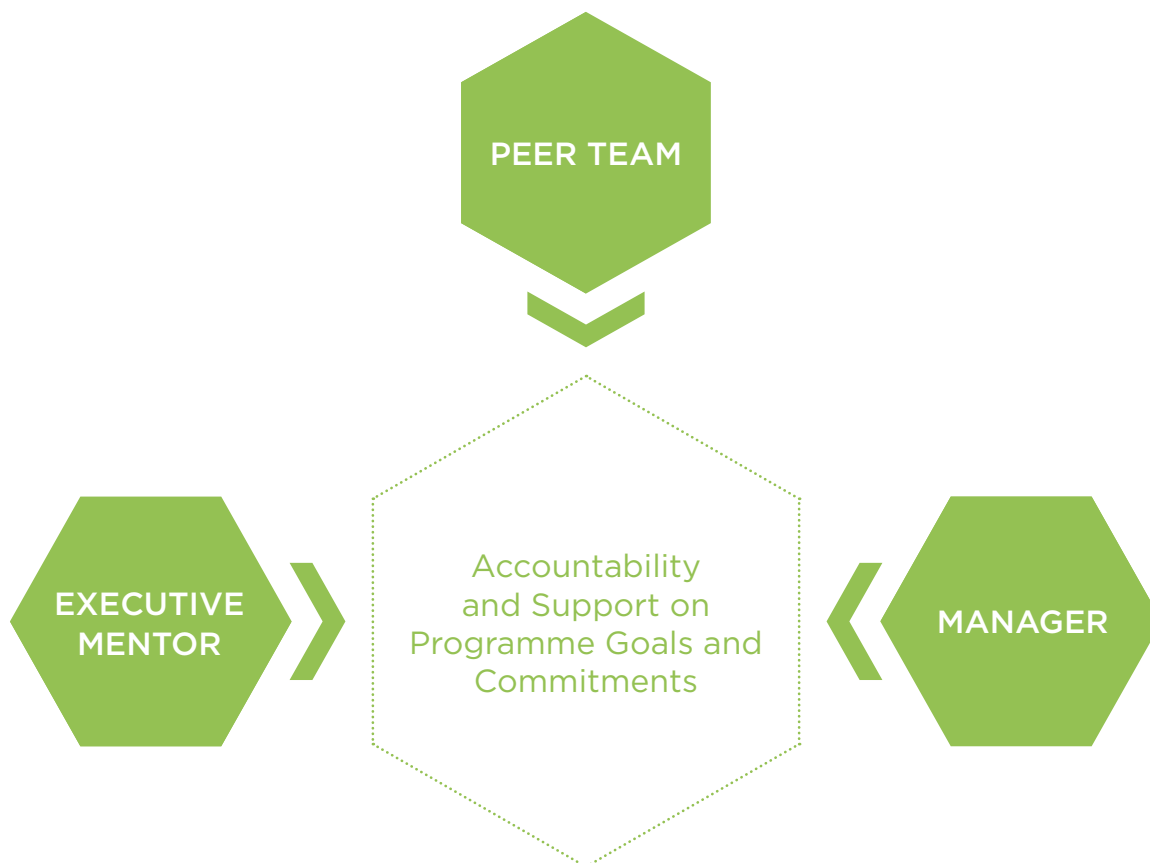 PEER TEAM
EXECUTIVE
MENTOR
Accountability
and Support on
Programme Goals and
Commitments
MANAGER